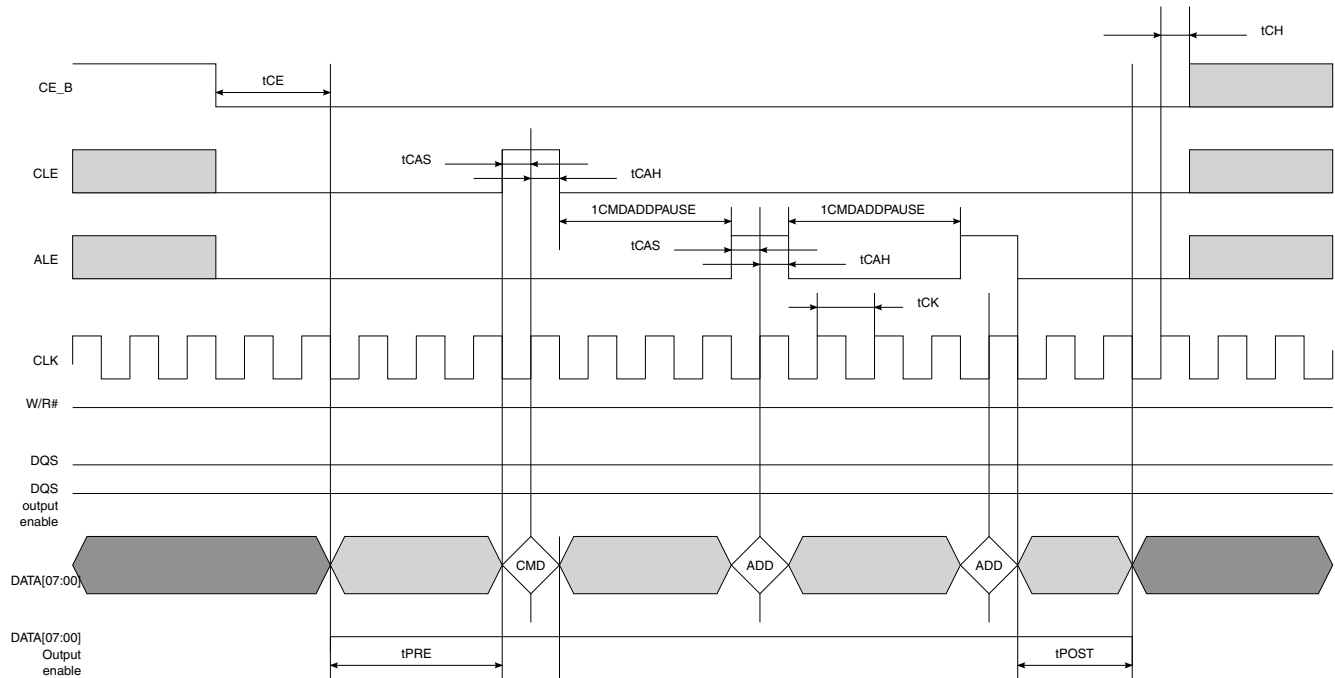 tCH
CE_B
tCE
CLE
tCAS
tCAH
1CMDADDPAUSE
1CMDADDPAUSE
ALE
tCAS
tCAH
tCK
CLK
W/R#
DQS
DQS
output
enable
DATA[07:00]
CMD
ADD
ADD
DATA[07:00]
Output
enable
tPRE
tPOST